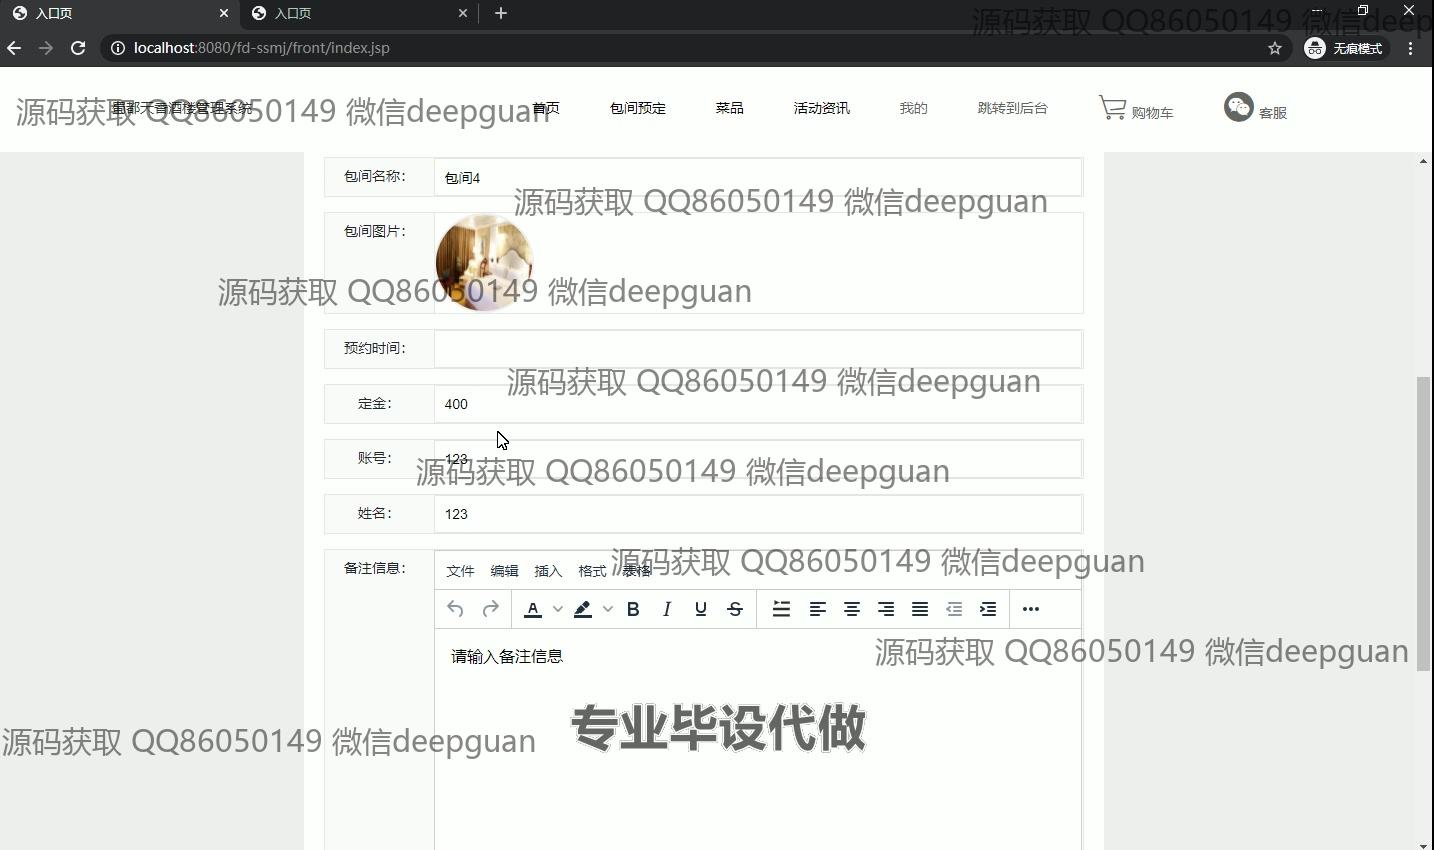 入口页
入口页
源码获取 QQ86050149 微信deep
localhost:8080/fd-ssmj/front/index.jsp
无痕模式
源码获取 QQ86050149 微信deepguan
首页 包间预定 菜品 活动资讯 我的 跳转到后台 购物车 客服
包间名称： 包间4
源码获取 QQ86050149 微信deepguan
包间图片：
源码获取 QQ86050149 微信deepguan
预约时间：
源码获取 QQ86050149 微信deepguan
定金： 400
账号： 123
源码获取 QQ86050149 微信deepguan
姓名： 123
源码获取 QQ86050149 微信deepguan
备注信息： 文件 编辑 插入 格式 表格
A B I U S
请输入备注信息
源码获取 QQ86050149 微信deepguan
专业毕设代做
源码获取 QQ86050149 微信deepguan